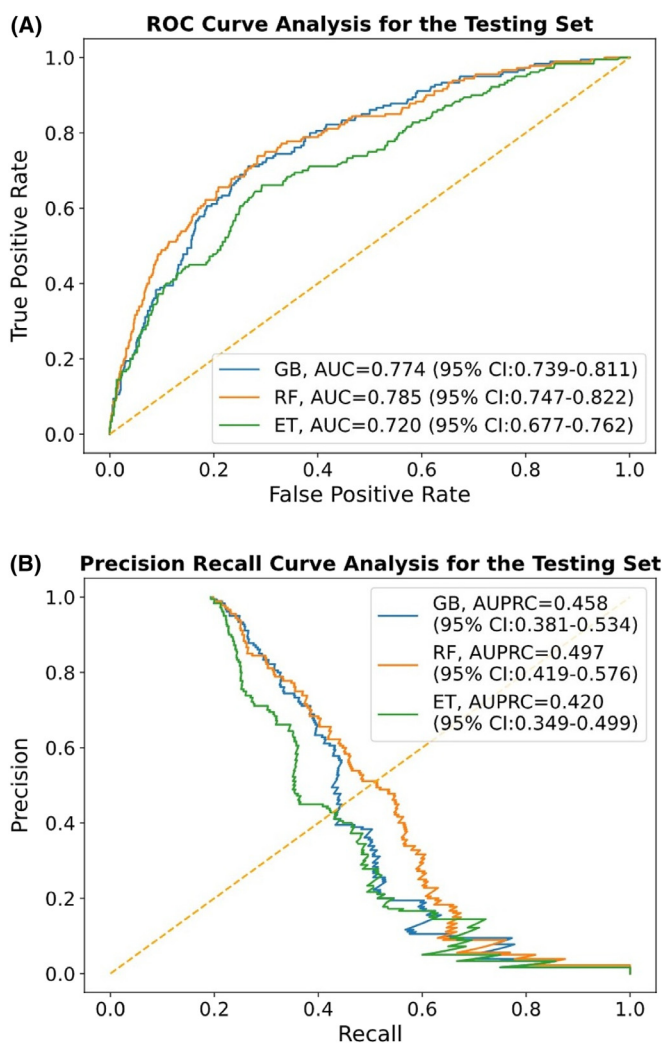 (A) ROC Curve Analysis for the Testing Set
1.0
0.8
0.6
0.4
0.2
0.0
True Positive Rate
GB, AUC=0.774 (95% CI:0.739-0.811)
RF, AUC=0.785 (95% CI:0.747-0.822)
ET, AUC=0.720 (95% CI:0.677-0.762)
0.0 0.2 0.4 0.6 0.8 1.0
False Positive Rate
(B) Precision Recall Curve Analysis for the Testing Set
1.0
0.8
0.6
0.4
0.2
0.0
Precision
GB, AUPRC=0.458
(95% CI:0.381-0.534)
RF, AUPRC=0.497
(95% CI:0.419-0.576)
ET, AUPRC=0.420
(95% CI:0.349-0.499)
0.0 0.2 0.4 0.6 0.8 1.0
Recall